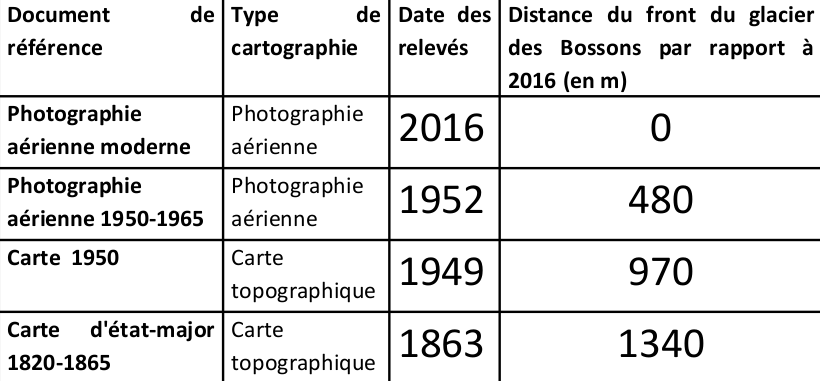 Document de
référence
Type de
cartographie
Date des
relevés
Distance du front du glacier
des Bossons par rapport à
2016 (en m)
Photographie
aérienne moderne
Photographie
aérienne
2016
0
Photographie
aérienne 1950-1965
Photographie
aérienne
1952
480
Carte 1950
Carte
topographique
1949
970
Carte d'état-major
1820-1865
Carte
topographique
1863
1340